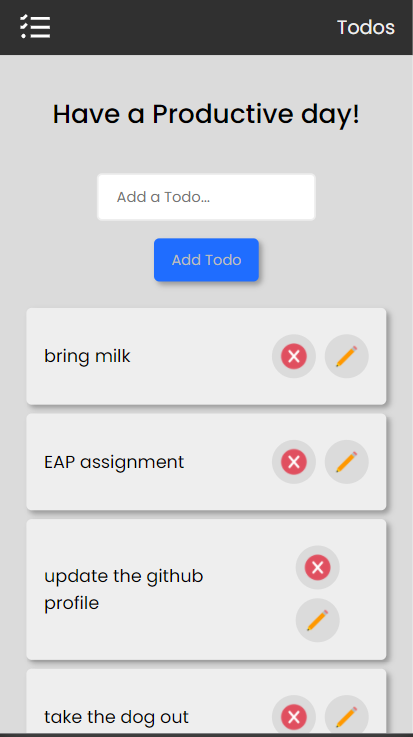 Todos
Have a Productive day!
Add a Todo...
Add Todo
bring milk
EAP assignment
update the github
profile
take the dog out